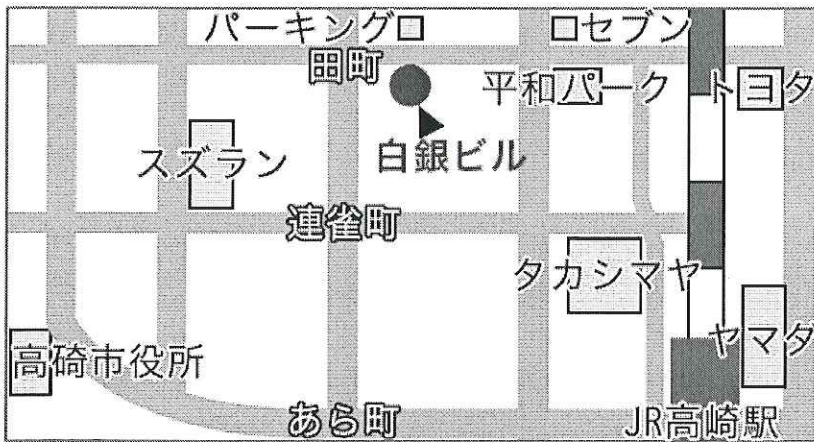 パーキング
セブン
田町
平和パーク
トヨタ
スズラン
白銀ビル
連雀町
タカシマヤ
ヤマダ
高碕市役所
あら町
JR高崎駅